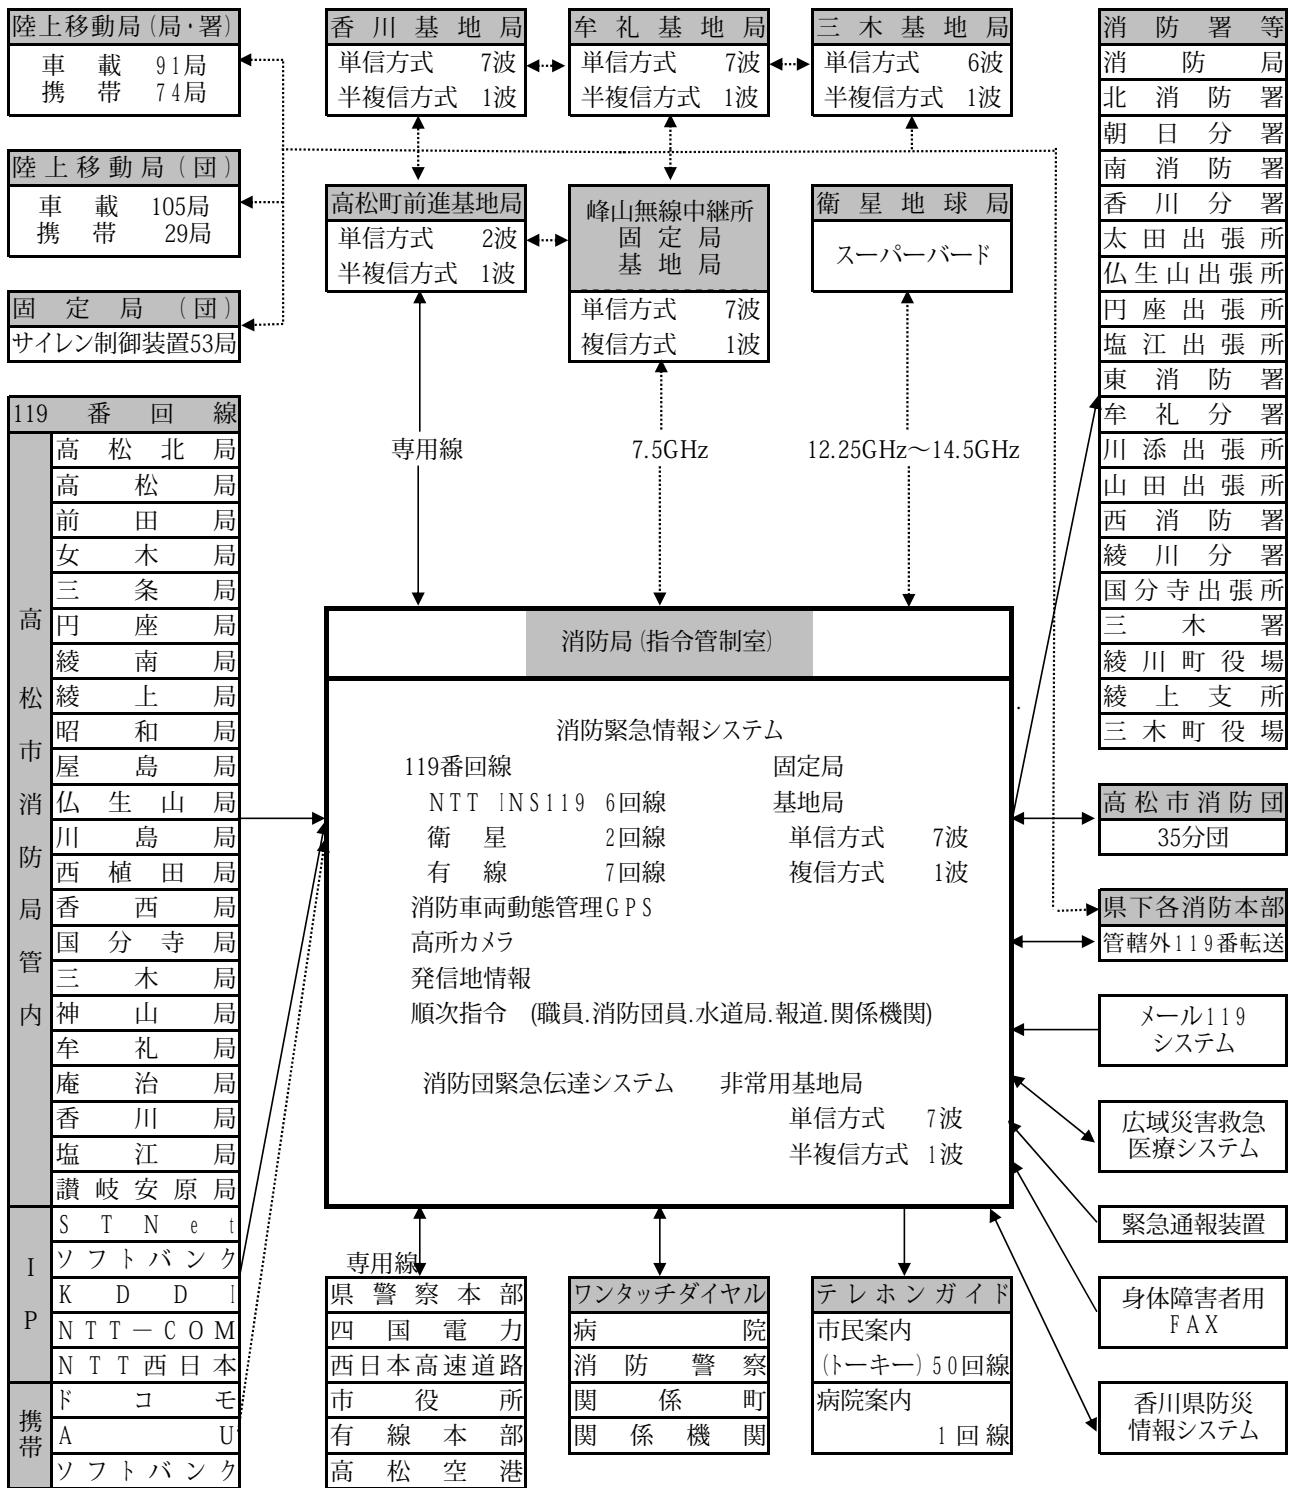 陸上移動局(局・署)
車載 91局
携帯 74局
陸上移動局(団)
車載 105局
携帯 29局
固定局(団)
サイレン制御装置53局
香川基地局
単信方式 7波
半複信方式 1波
牟礼基地局
単信方式 7波
半複信方式 1波
三木基地局
単信方式 6波
半複信方式 1波
高松町前進基地局
単信方式 2波
半複信方式 1波
峰山無線中継所
固定局
基地局
単信方式 7波
複信方式 1波
衛星地球局
スーパーバード
専用線
7.5GHz
12.25GHz～14.5GHz
119番回線
高松市消防局管内
高松北局
高松局
前田局
女木局
三条局
円座局
綾南局
綾上局
昭和局
屋島局
仏生山局
川島局
西植田局
香西局
国分寺局
三木局
神山局
牟礼局
庵治局
香川局
塩江局
讃岐安原局
IP
STNet
ソフトバンク
KDDI
NTT－COM
NTT西日本
携帯
ドコモ
AU
ソフトバンク
消防局(指令管制室)
消防緊急情報システム
119番回線
NTT INS119 6回線
衛星 2回線
有線 7回線
固定局
基地局
単信方式 7波
複信方式 1波
消防車両動態管理GPS
高所カメラ
発信地情報
順次指令 (職員.消防団員.水道局.報道.関係機関)
消防団緊急伝達システム 非常用基地局
単信方式 7波
半複信方式 1波
専用線
県警察本部
四国電力
西日本高速道路
市役所
有線本部
高松空港
ワンタッチダイヤル
病院
消防警察
関係町
関係機関
テレホンガイド
市民案内
(トーキー)50回線
病院案内
1回線
消防署等
消防局
北消防署
朝日分署
南消防署
香川分署
太田出張所
仏生山出張所
円座出張所
塩江出張所
東消防署
牟礼分署
川添出張所
山田出張所
西消防署
綾川分署
国分寺出張所
三木署
綾川町役場
綾上支所
三木町役場
高松市消防団
35分団
県下各消防本部
管轄外119番転送
メール119
システム
広域災害救急
医療システム
緊急通報装置
身体障害者用
FAX
香川県防災
情報システム